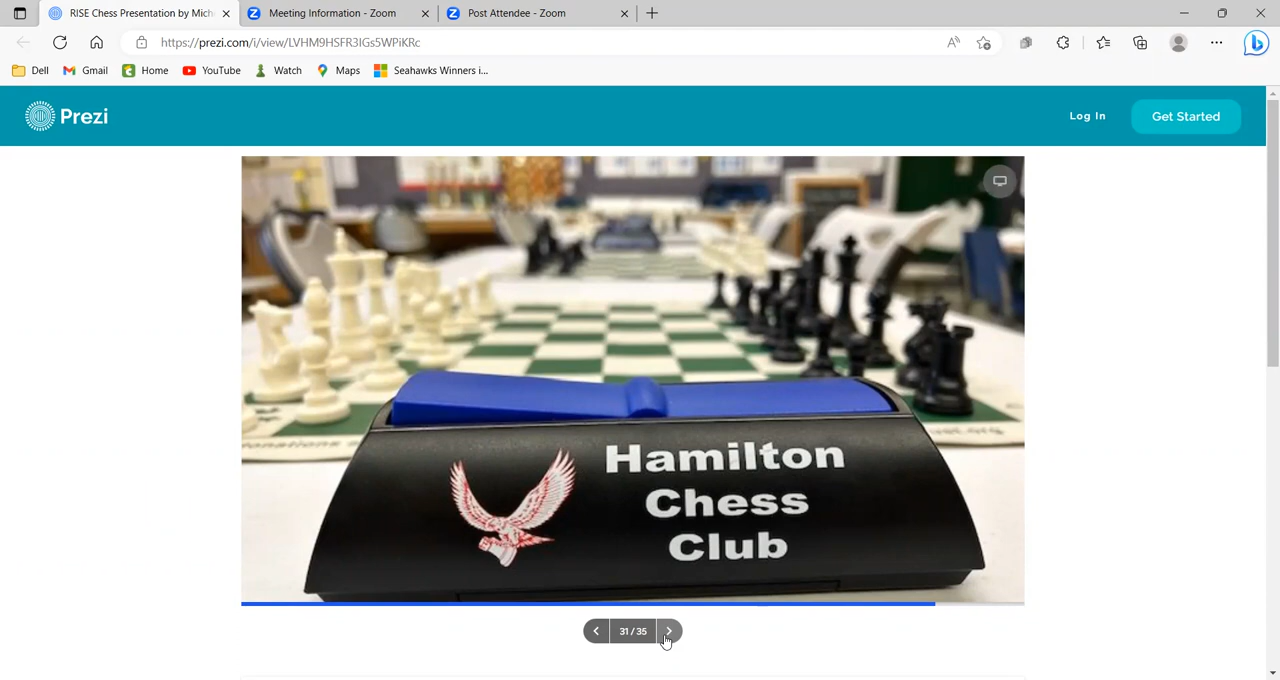 RISE Chess Presentation by Mich
Meeting Information - Zoom
Post Attendee - Zoom
https://prezi.com/i/view/LVHM9HSFR3IGs5WPiKRc
Dell
Gmail
Home
YouTube
Watch
Maps
Seahawks Winners i...
Prezi
Log In
Get Started
Hamilton
Chess
Club
31 / 35